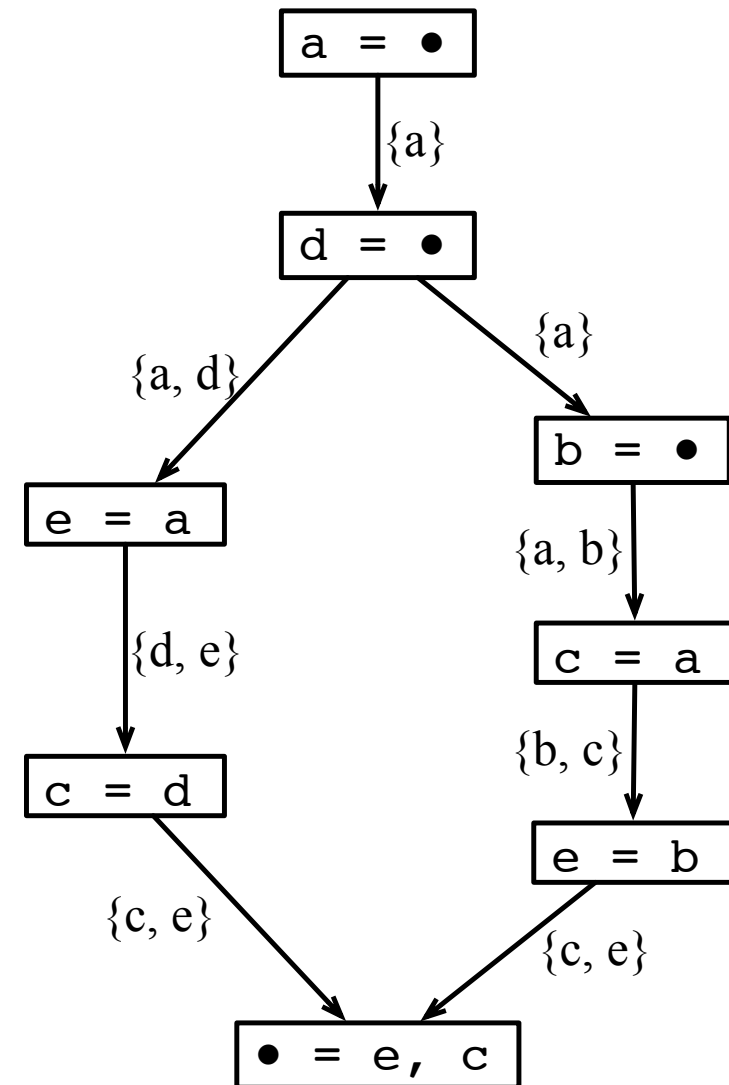 a = •
{a}
d = •
{a, d}
{a}
b = •
e = a
{a, b}
{d, e}
c = a
{b, c}
c = d
e = b
{c, e}
{c, e}
• = e, c